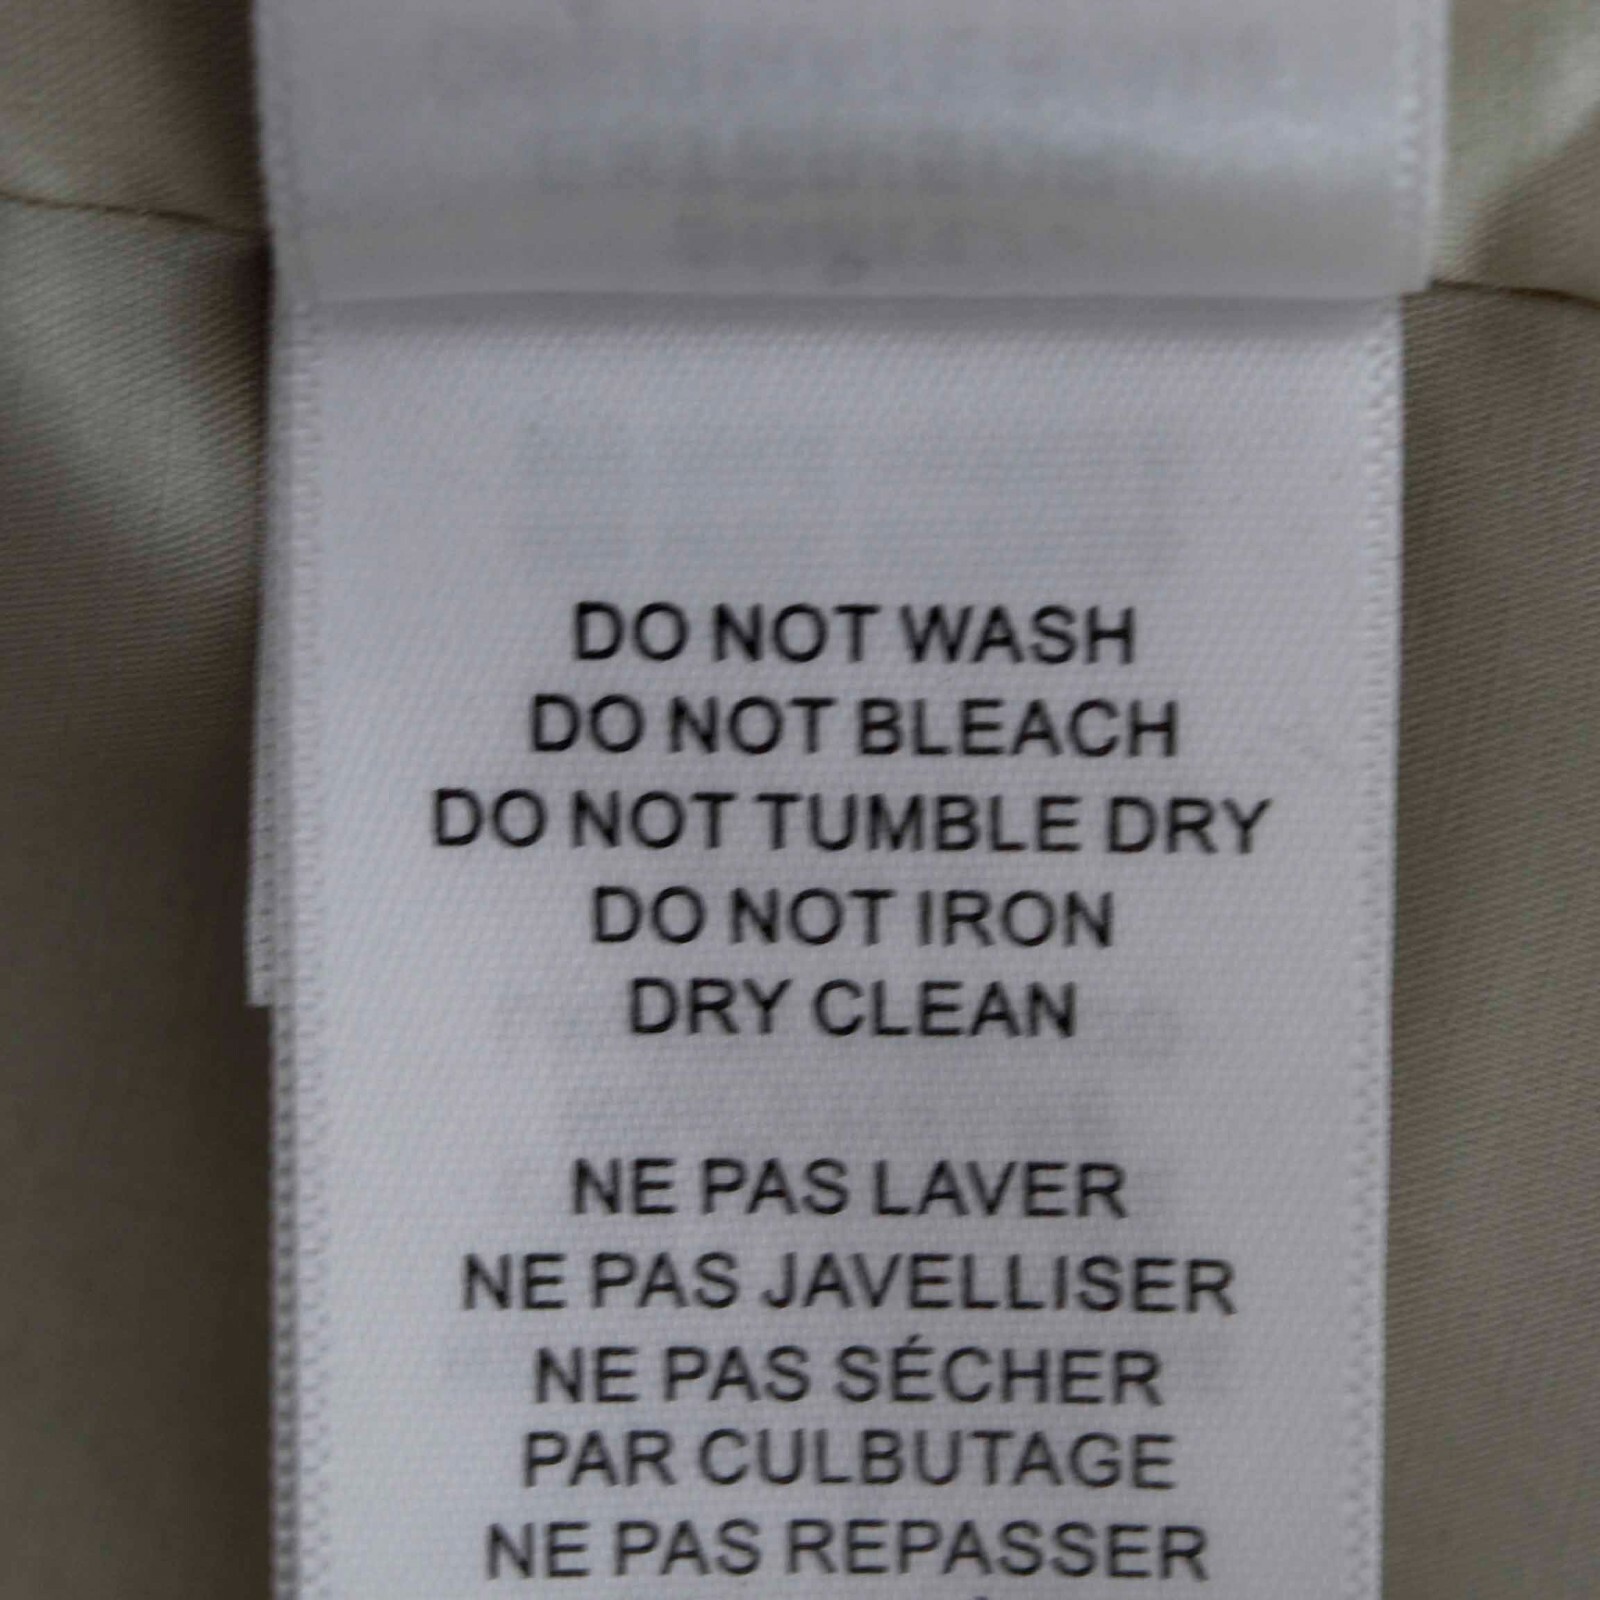 DO NOT WASH
DO NOT BLEACH
DO NOT TUMBLE DRY
DO NOT IRON
DRY CLEAN
NE PAS LAVER
NE PAS JAVELLISER
NE PAS SÉCHER
PAR CULBUTAGE
NE PAS REPASSER